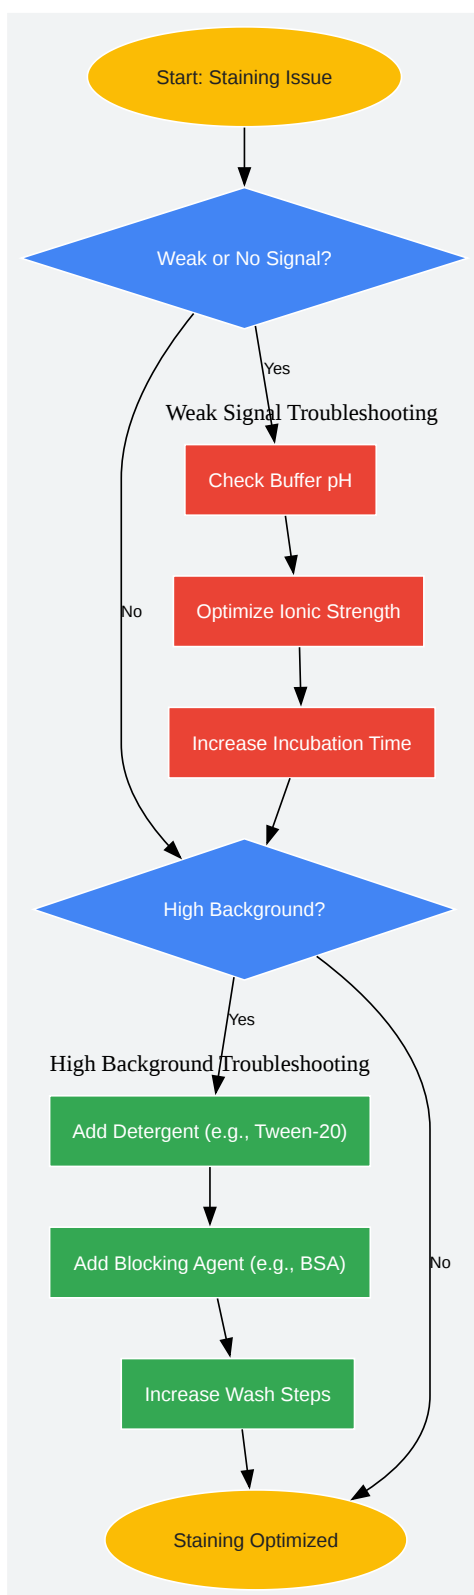 Start: Staining Issue
Weak or No Signal?
Yes
Weak Signal Troubleshooting
Check Buffer pH
Optimize Ionic Strength
No
Increase Incubation Time
High Background?
Yes
High Background Troubleshooting
Add Detergent (e.g., Tween-20)
Add Blocking Agent (e.g., BSA)
No
Increase Wash Steps
Staining Optimized